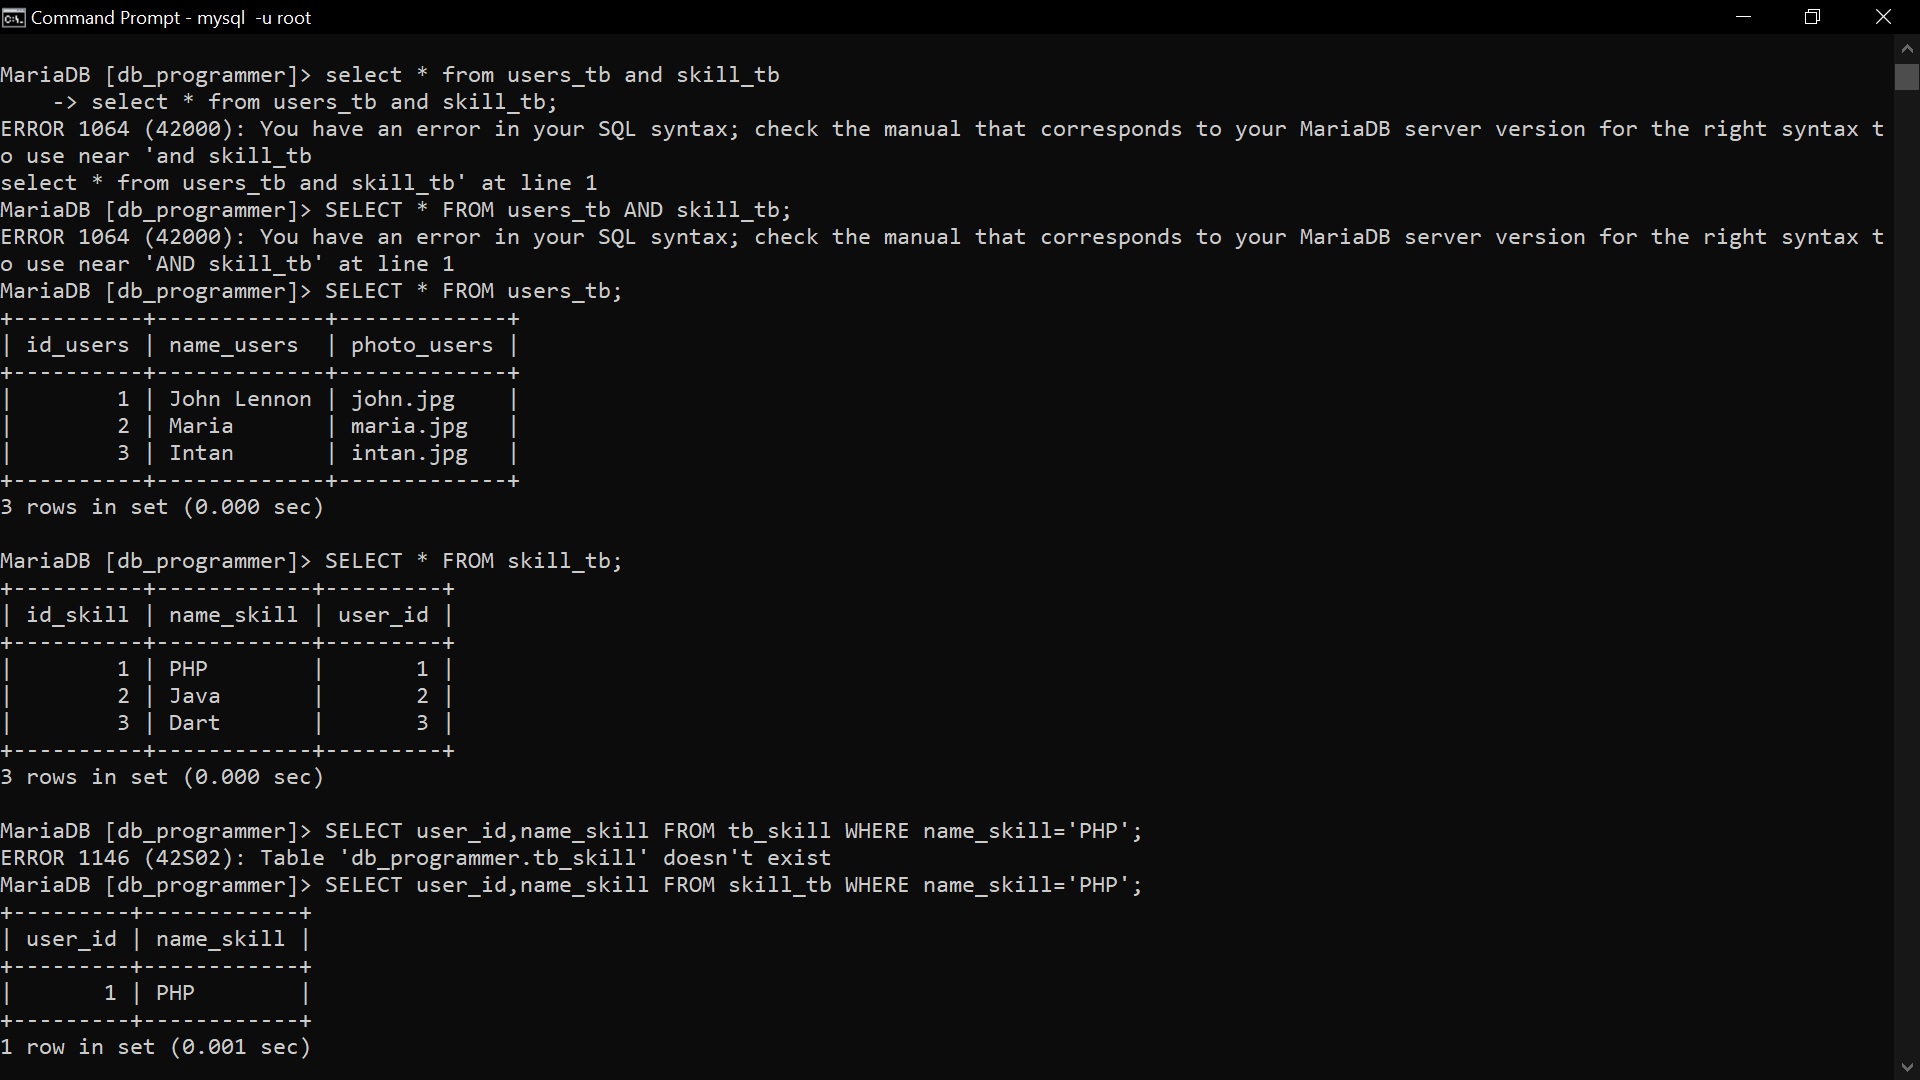 Command Prompt - mysql  -u root
MariaDB [db_programmer]> select * from users_tb and skill_tb
    -> select * from users_tb and skill_tb;
ERROR 1064 (42000): You have an error in your SQL syntax; check the manual that corresponds to your MariaDB server version for the right syntax t
o use near 'and skill_tb
select * from users_tb and skill_tb' at line 1
MariaDB [db_programmer]> SELECT * FROM users_tb AND skill_tb;
ERROR 1064 (42000): You have an error in your SQL syntax; check the manual that corresponds to your MariaDB server version for the right syntax t
o use near 'AND skill_tb' at line 1
MariaDB [db_programmer]> SELECT * FROM users_tb;
+----------+-------------+-------------+
| id_users | name_users  | photo_users |
+----------+-------------+-------------+
|        1 | John Lennon | john.jpg    |
|        2 | Maria       | maria.jpg   |
|        3 | Intan       | intan.jpg   |
+----------+-------------+-------------+
3 rows in set (0.000 sec)

MariaDB [db_programmer]> SELECT * FROM skill_tb;
+----------+------------+---------+
| id_skill | name_skill | user_id |
+----------+------------+---------+
|        1 | PHP        |       1 |
|        2 | Java       |       2 |
|        3 | Dart       |       3 |
+----------+------------+---------+
3 rows in set (0.000 sec)

MariaDB [db_programmer]> SELECT user_id,name_skill FROM tb_skill WHERE name_skill='PHP';
ERROR 1146 (42S02): Table 'db_programmer.tb_skill' doesn't exist
MariaDB [db_programmer]> SELECT user_id,name_skill FROM skill_tb WHERE name_skill='PHP';
+---------+------------+
| user_id | name_skill |
+---------+------------+
|       1 | PHP        |
+---------+------------+
1 row in set (0.001 sec)